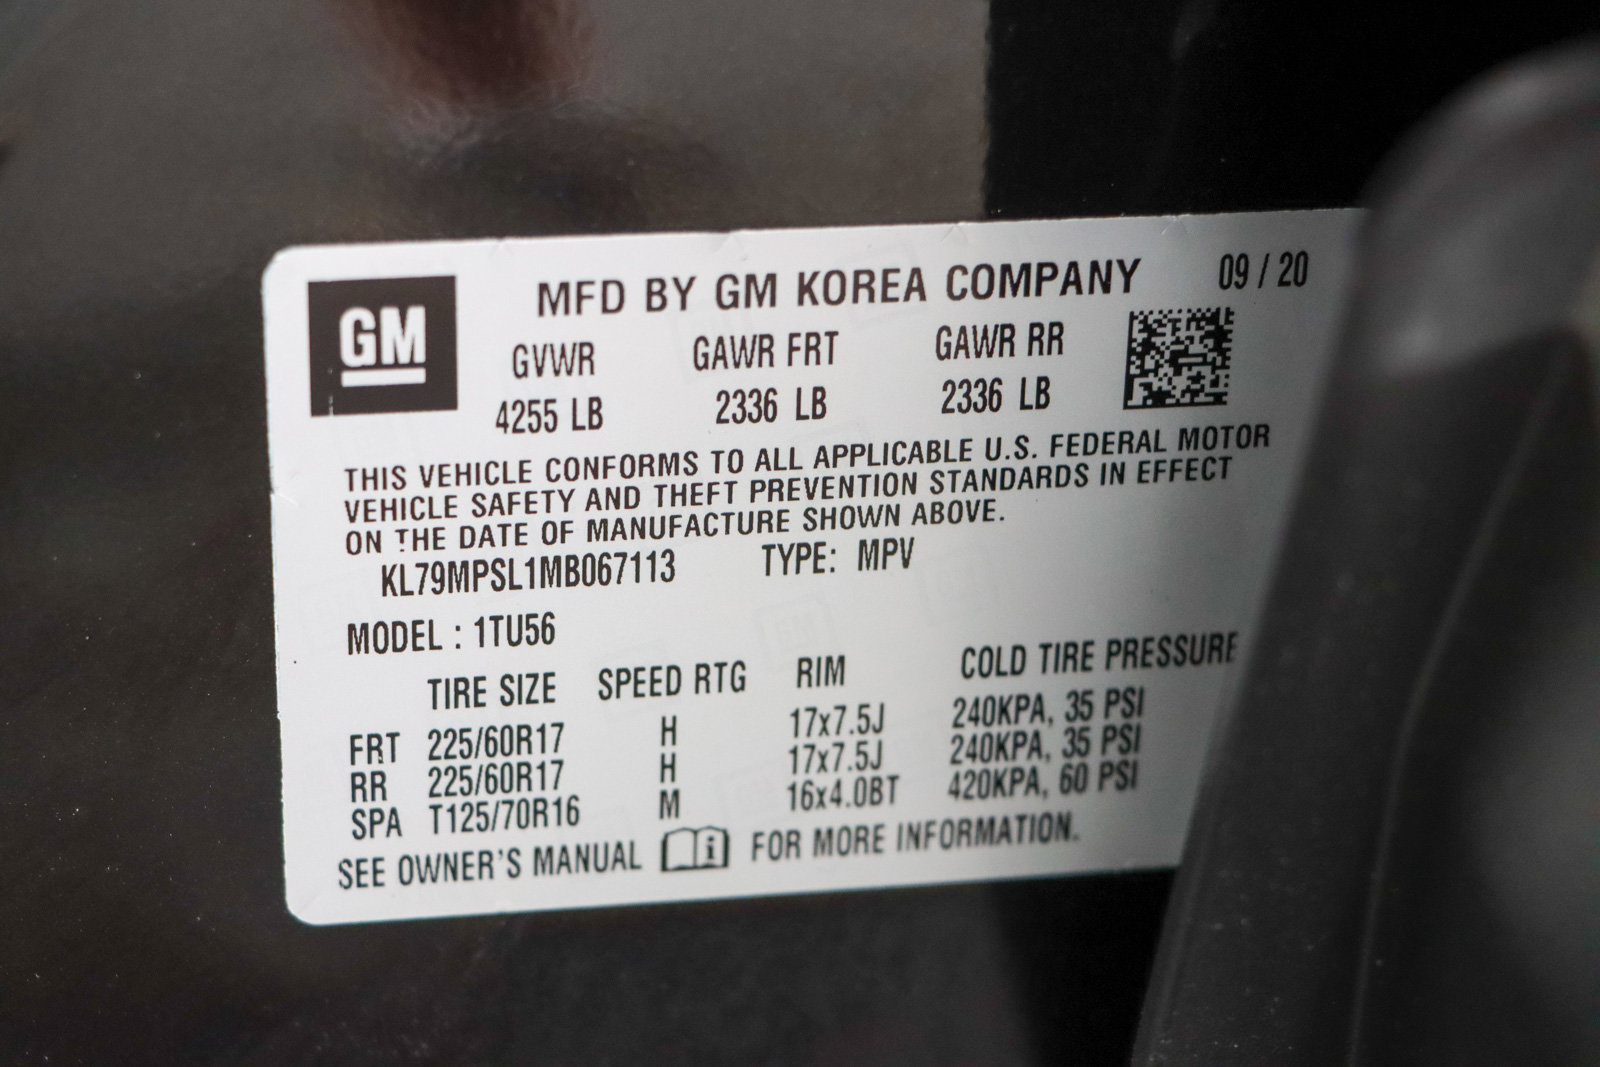 GM
MFD BY GM KOREA COMPANY 09 / 20
GVWR GAWR FRT GAWR RR
4255 LB 2336 LB 2336 LB
THIS VEHICLE CONFORMS TO ALL APPLICABLE U.S. FEDERAL MOTOR
VEHICLE SAFETY AND THEFT PREVENTION STANDARDS IN EFFECT
ON THE DATE OF MANUFACTURE SHOWN ABOVE.
KL79MPSL1MB067113 TYPE: MPV
MODEL : 1TU56
TIRE SIZE SPEED RTG RIM COLD TIRE PRESSURE
FRT 225/60R17 H 17x7.5J 240KPA, 35 PSI
RR 225/60R17 H 17x7.5J 240KPA, 35 PSI
SPA T125/70R16 M 16x4.0BT 420KPA, 60 PSI
SEE OWNER'S MANUAL i FOR MORE INFORMATION.